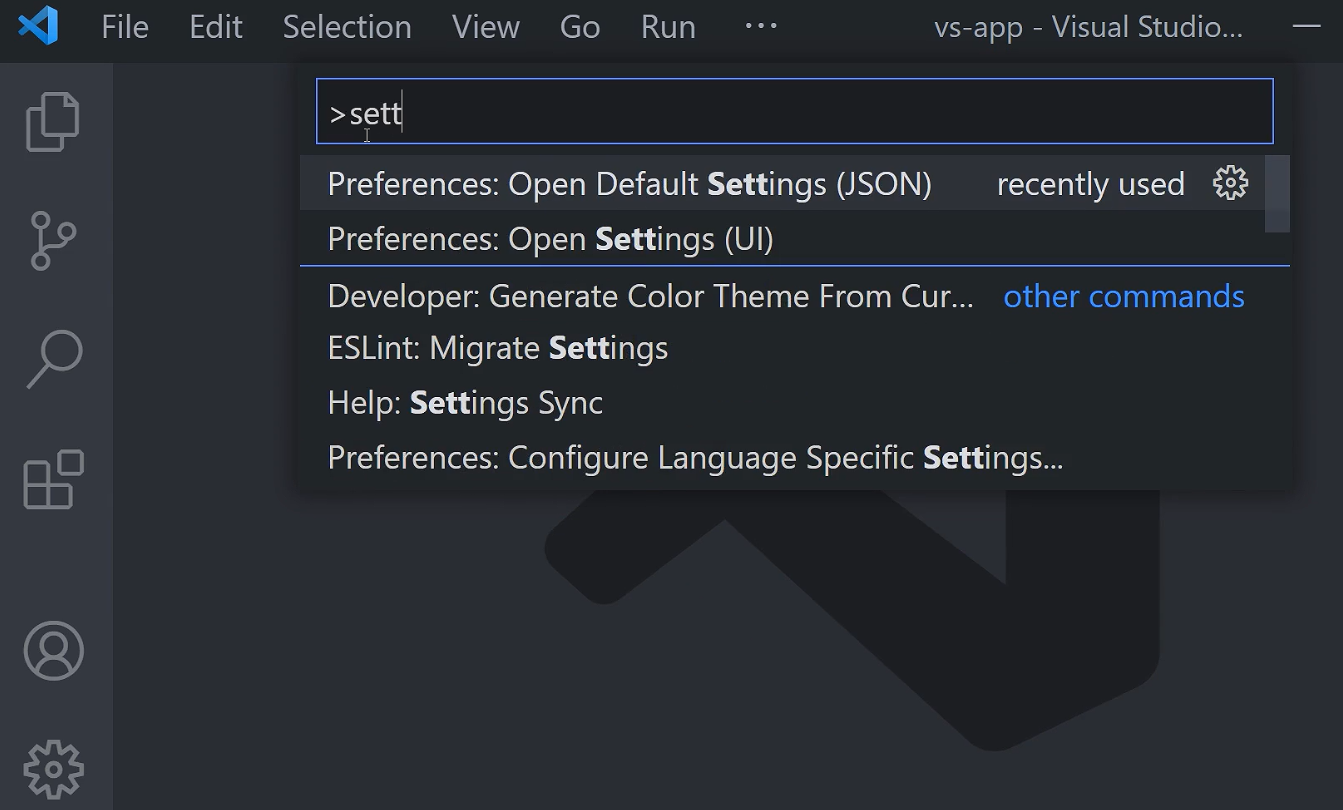 File Edit Selection View Go Run ··· vs-app - Visual Studio...
>sett
Preferences: Open Default Settings (JSON) recently used
Preferences: Open Settings (UI)
Developer: Generate Color Theme From Cur... other commands
ESLint: Migrate Settings
Help: Settings Sync
Preferences: Configure Language Specific Settings...